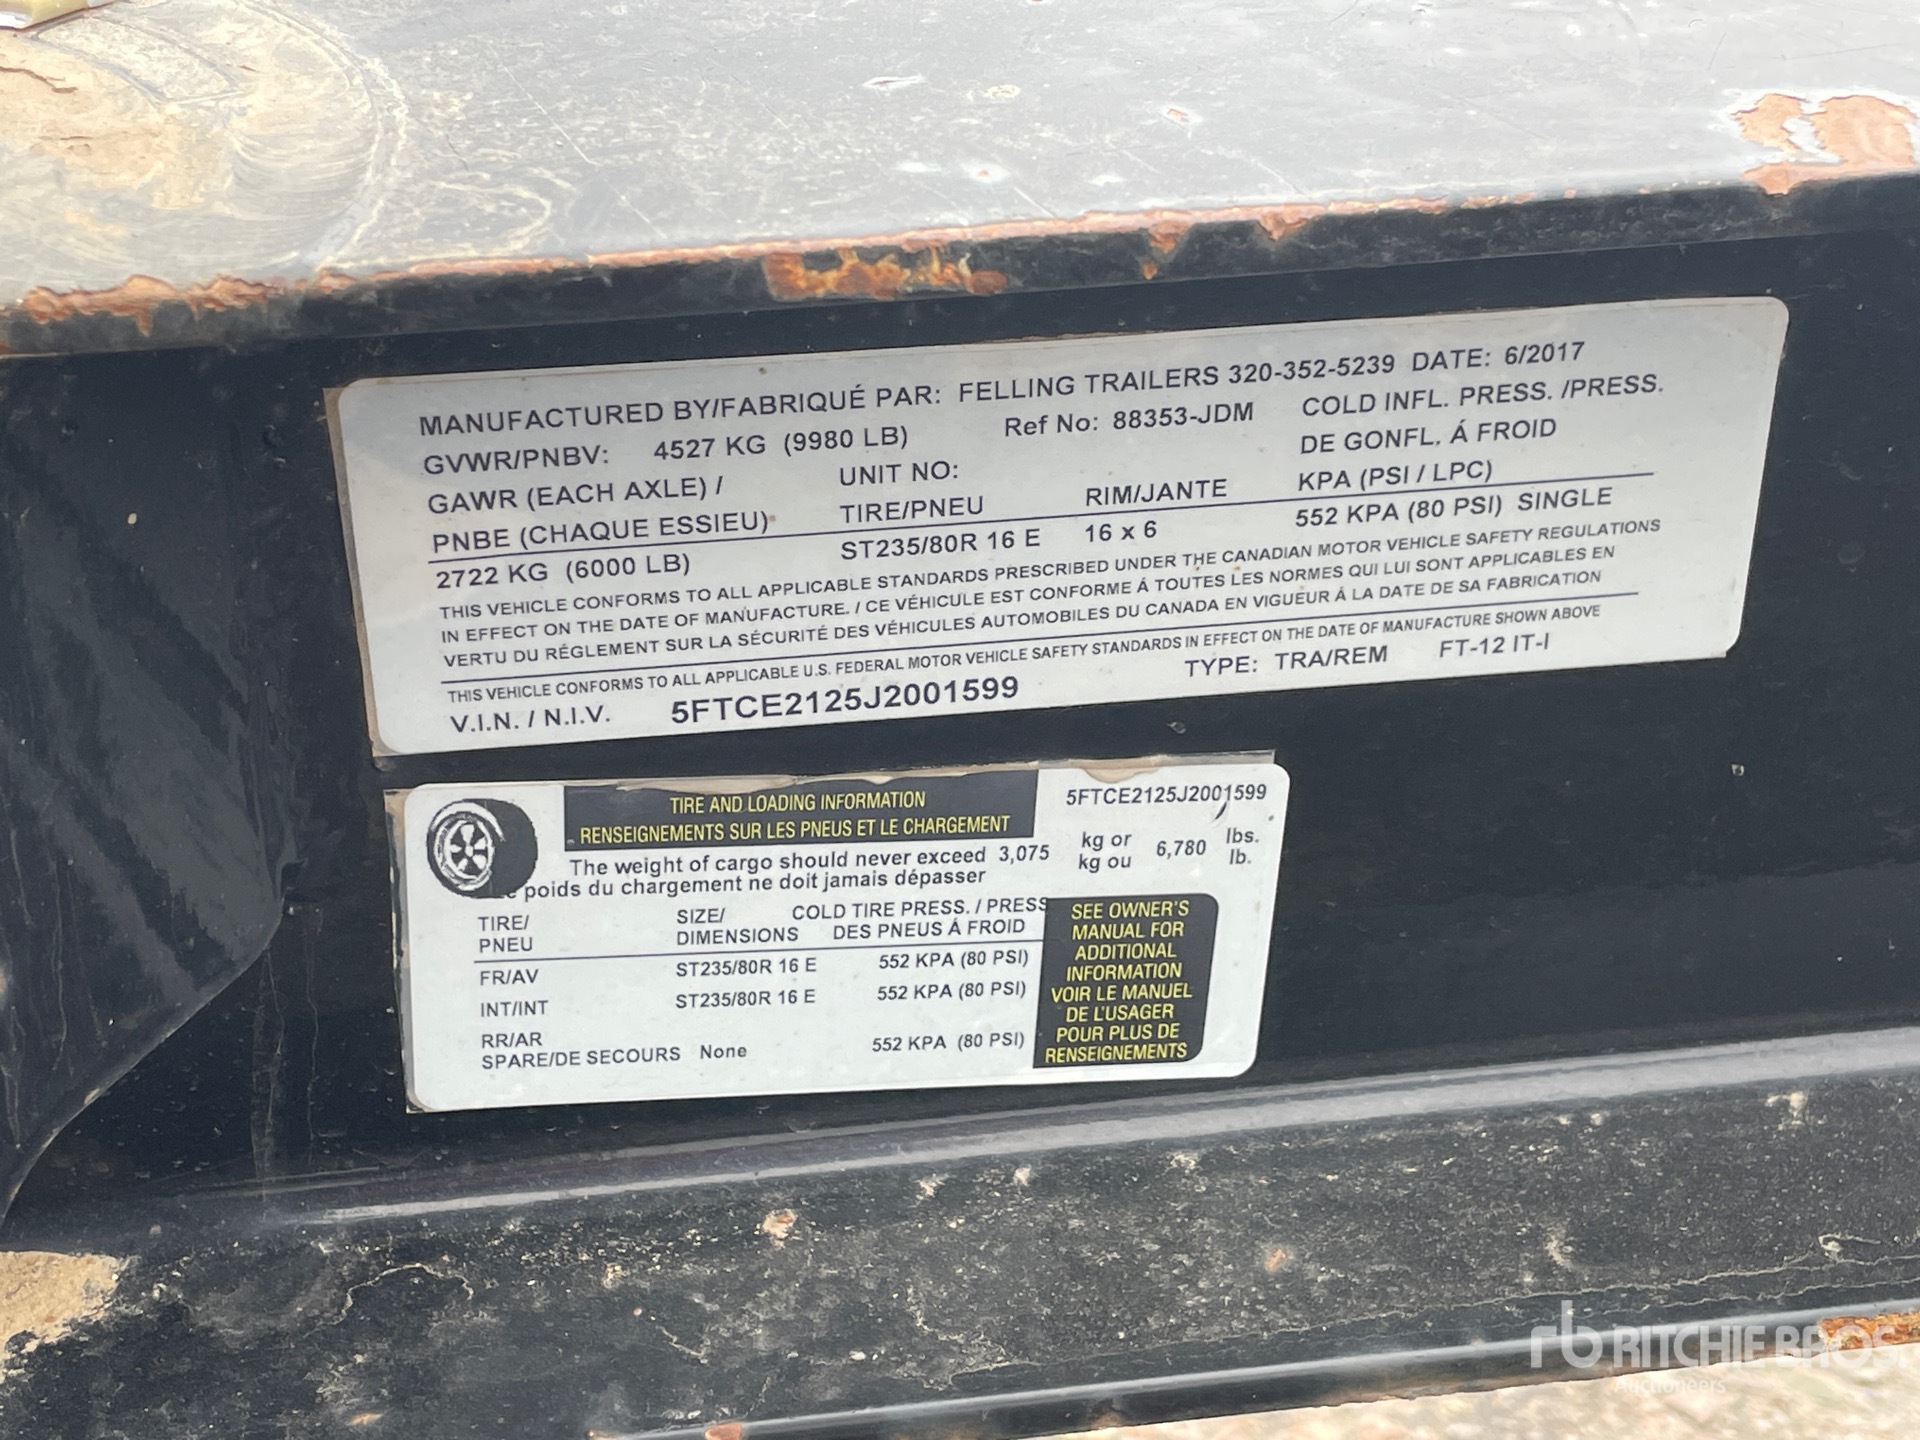 MANUFACTURED BY/FABRIQUÉ PAR: FELLING TRAILERS 320-352-5239 DATE: 6/2017
GVWR/PNBV: 4527 KG (9980 LB) Ref No: 88353-JDM COLD INFL. PRESS. /PRESS.
DE GONFL. Á FROID
GAWR (EACH AXLE) / UNIT NO: KPA (PSI / LPC)
PNBE (CHAQUE ESSIEU) TIRE/PNEU RIM/JANTE
2722 KG (6000 LB) ST235/80R 16 E 16 x 6 552 KPA (80 PSI) SINGLE
THIS VEHICLE CONFORMS TO ALL APPLICABLE STANDARDS PRESCRIBED UNDER THE CANADIAN MOTOR VEHICLE SAFETY REGULATIONS
IN EFFECT ON THE DATE OF MANUFACTURE. / CE VÉHICULE EST CONFORME Á TOUTES LES NORMES QUI LUI SONT APPLICABLES EN
VERTU DU RÉGLEMENT SUR LA SÉCURITÉ DES VÉHICULES AUTOMOBILES DU CANADA EN VIGUEUR Á LA DATE DE SA FABRICATION
THIS VEHICLE CONFORMS TO ALL APPLICABLE U.S. FEDERAL MOTOR VEHICLE SAFETY STANDARDS IN EFFECT ON THE DATE OF MANUFACTURE SHOWN ABOVE
V.I.N. / N.I.V. 5FTCE2125J2001599 TYPE: TRA/REM FT-12 IT-I
TIRE AND LOADING INFORMATION 5FTCE2125J2001599
RENSEIGNEMENTS SUR LES PNEUS ET LE CHARGEMENT
The weight of cargo should never exceed 3,075 kg or 6,780 lbs.
poids du chargement ne doit jamais dépasser kg ou lb.
TIRE/ SIZE/ COLD TIRE PRESS. / PRESS
PNEU DIMENSIONS DES PNEUS Á FROID
FR/AV ST235/80R 16 E 552 KPA (80 PSI)
INT/INT ST235/80R 16 E 552 KPA (80 PSI)
RR/AR
SPARE/DE SECOURS None 552 KPA (80 PSI)
SEE OWNER'S
MANUAL FOR
ADDITIONAL
INFORMATION
VOIR LE MANUEL
DE L'USAGER
POUR PLUS DE
RENSEIGNEMENTS
rb RITCHIE BROS.
Auctioneers